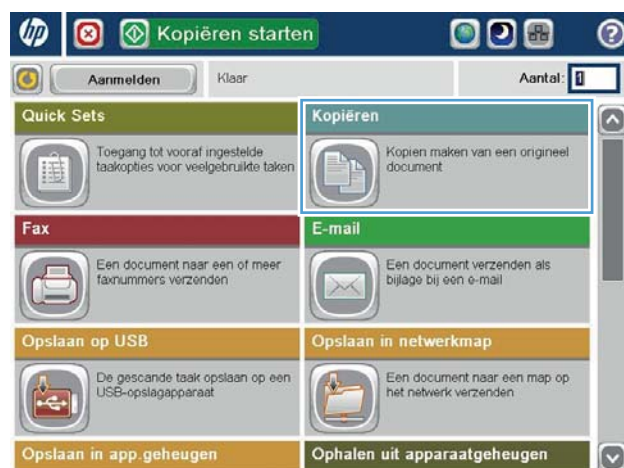 hp
Kopiëren starten
?
Aanmelden
Klaar
Aantal: 1
Quick Sets
Toegang tot vooraf ingestelde
taakopties voor veelgebruikte taken
Kopiëren
Kopien maken van een origineel
document
Fax
Een document naar een of meer
faxnummers verzenden
E-mail
Een document verzenden als
bijlage bij een e-mail
Opslaan op USB
De gescande taak opslaan op een
USB-opslagapparaat
Opslaan in netwerkmap
Een document naar een map op
het netwerk verzenden
Opslaan in app.geheugen
Ophalen uit apparaatgeheugen